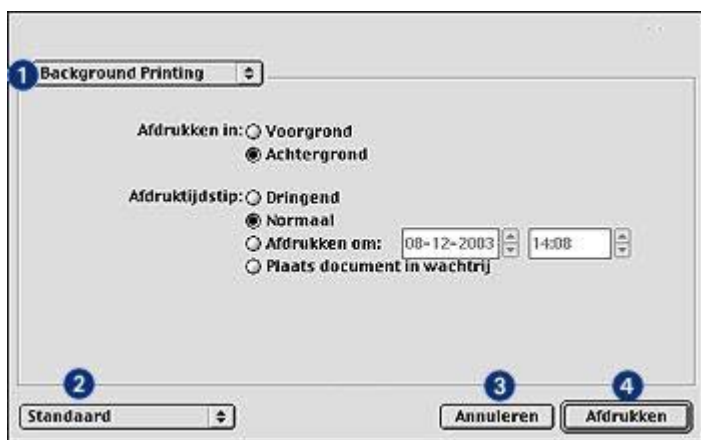 1 Background Printing
Afdrukken in: Voorgrond
Achtergrond
Afdruktijdstip: Dringend
Normaal
Afdrukken om: 08-12-2003 14:08
Plaats document in wachtrij
2 3 4
Standaard Annuleren Afdrukken